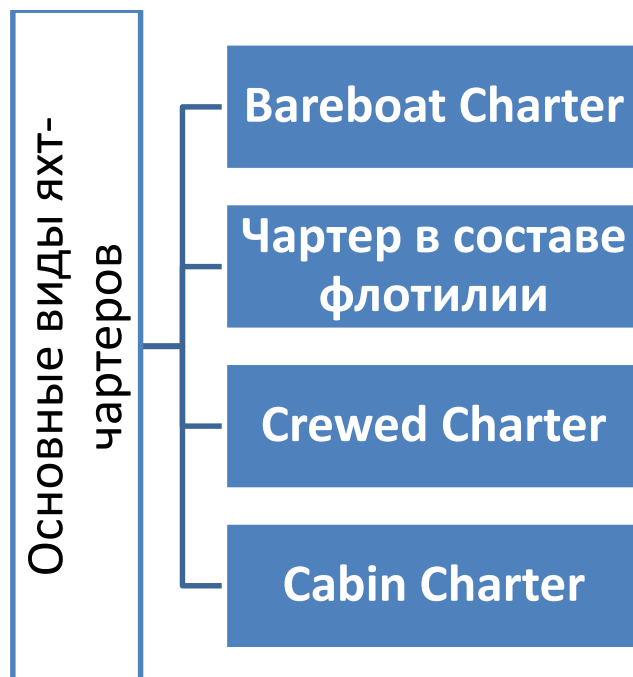 Основные виды яхт-
чартеров
Bareboat Charter
Чартер в составе
флотилии
Crewed Charter
Cabin Charter